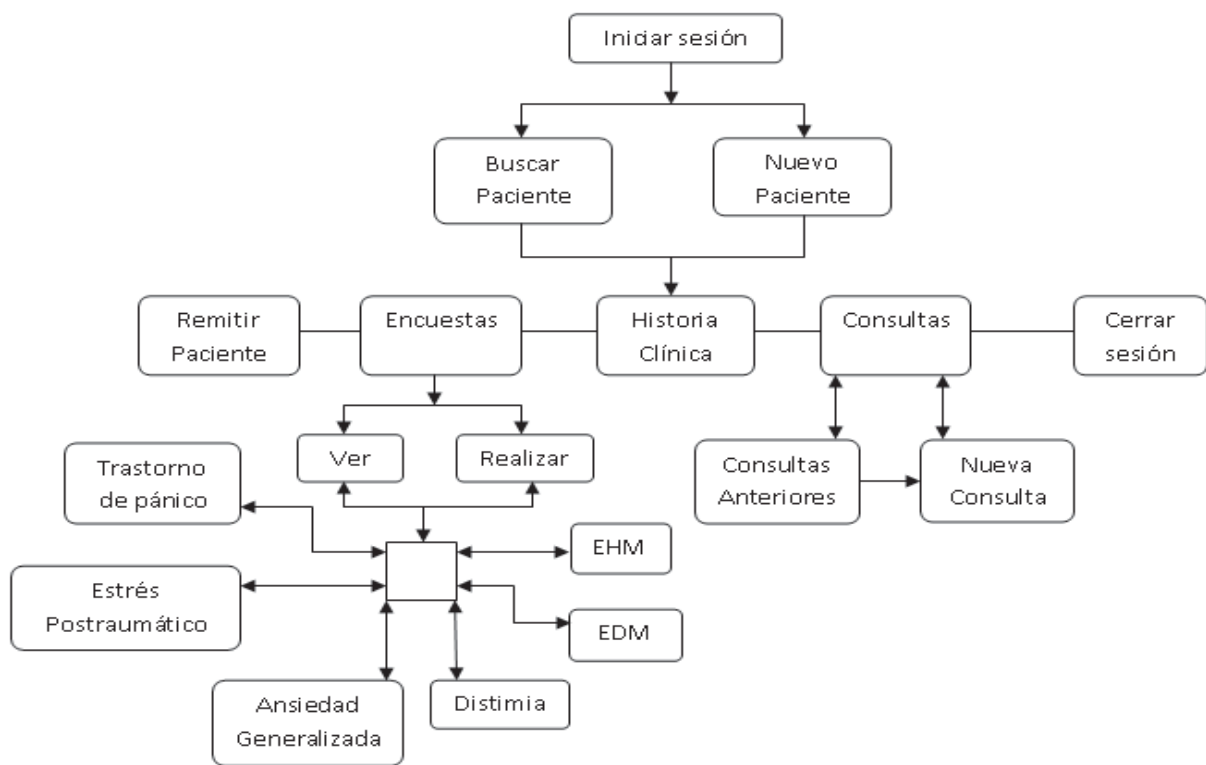 Iniciar sesión
Buscar
Paciente
Nuevo
Paciente
Remitir
Paciente
Encuestas
Historia
Clínica
Consultas
Cerrar
sesión
Ver
Realizar
Consultas
Anteriores
Nueva
Consulta
Trastorno
de pánico
EHM
Estrés
Postraumático
EDM
Ansiedad
Generalizada
Distimia